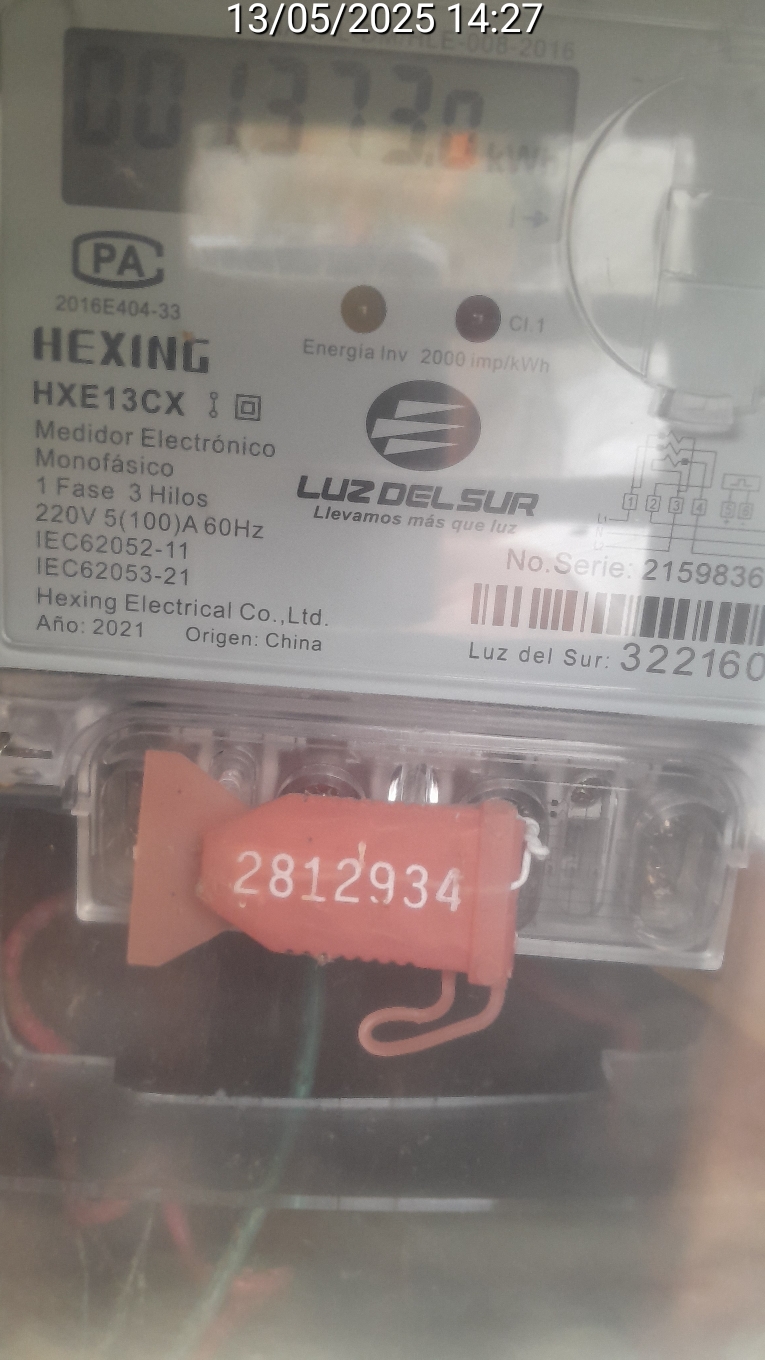 13/05/2025 14:27
001373.0 kWh
PA
2016E404-33
HEXING
Energia Inv 2000 imp/kWh
Cl.1
HXE13CX
Medidor Electrónico
Monofásico
1 Fase 3 Hilos
220V 5(100)A 60Hz
IEC62052-11
IEC62053-21
Hexing Electrical Co.,Ltd.
Año: 2021 Origen: China
LUZ DEL SUR
Llevamos más que luz
1 2 3 4
No.Serie: 2159836
Luz del Sur: 322160
2812934